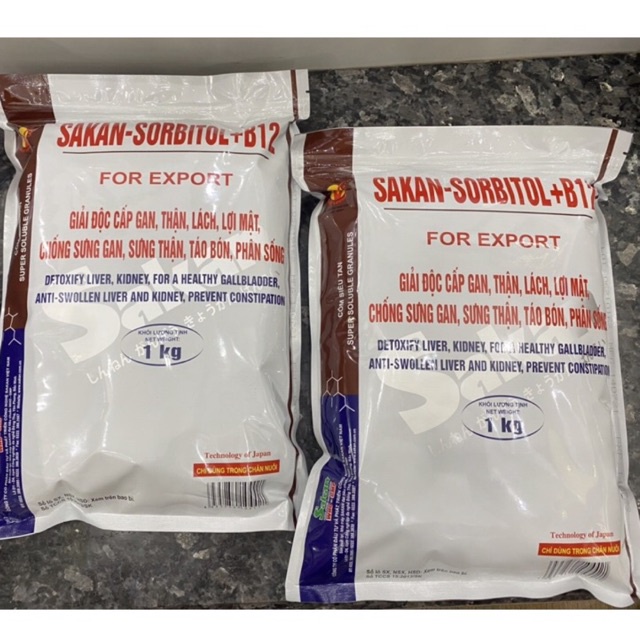 SAKAN-SORBITOL+B12
FOR EXPORT
GIẢI ĐỘC CẤP GAN, THẬN, LÁCH, LỢI MẬT,
CHỐNG SƯNG GAN, SƯNG THẬN, TÁO BÓN, PHÂN SỐNG
DETOXIFY LIVER, KIDNEY, FOR A HEALTHY GALLBLADDER,
ANTI-SWOLLEN LIVER AND KIDNEY, PREVENT CONSTIPATION
KHỐI LƯỢNG TỊNH
NET WEIGHT:
1 kg
Technology of Japan
CHỈ DÙNG TRONG CHĂN NUÔI
SUPER SOLUBLE GRANULES
SAKAN-SORBITOL+B12
FOR EXPORT
GIẢI ĐỘC CẤP GAN, THẬN, LÁCH, LỢI MẬT,
CHỐNG SƯNG GAN, SƯNG THẬN, TÁO BÓN, PHÂN SỐNG
DETOXIFY LIVER, KIDNEY, FOR A HEALTHY GALLBLADDER,
ANTI-SWOLLEN LIVER AND KIDNEY, PREVENT CONSTIPATION
KHỐI LƯỢNG TỊNH
NET WEIGHT:
1 kg
Technology of Japan
CHỈ DÙNG TRONG CHĂN NUÔI
CỐM SIÊU TAN
SUPER SOLUBLE GRANULES